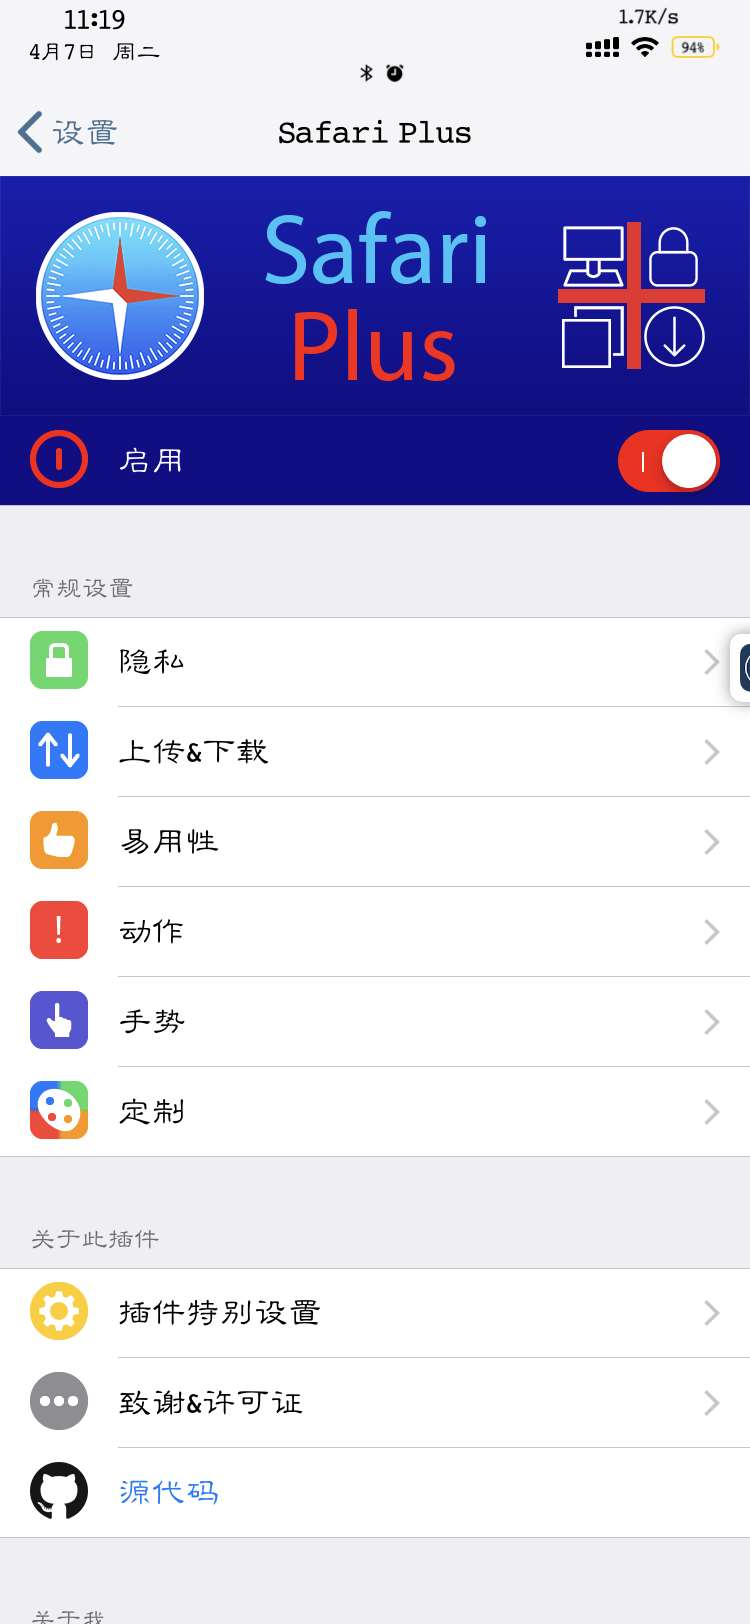 11:19
1.7K/s
4月7日 周二
94%
设置
Safari Plus
Safari
Plus
启用
常规设置
隐私
上传&下载
易用性
动作
手势
定制
关于此插件
插件特别设置
致谢&许可证
源代码
关于我